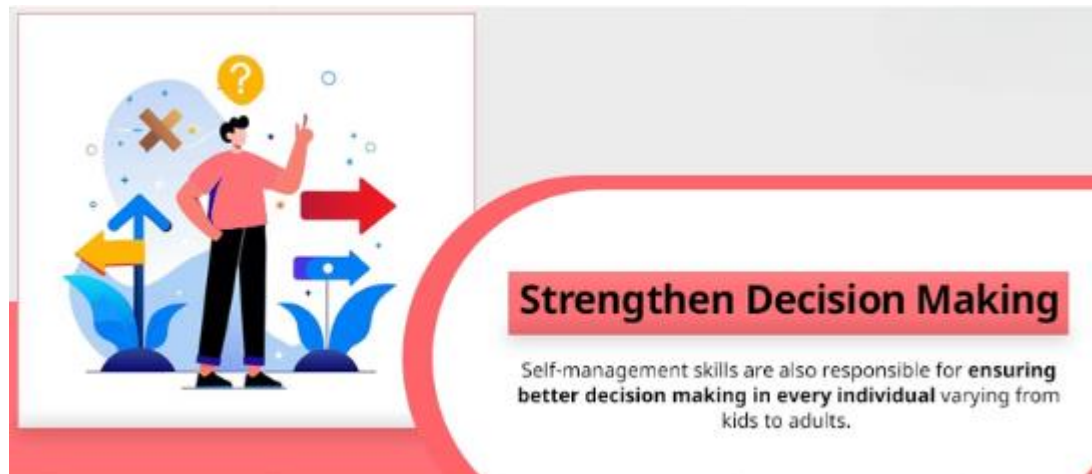 ?
Strengthen Decision Making
Self-management skills are also responsible for ensuring
better decision making in every individual varying from
kids to adults.